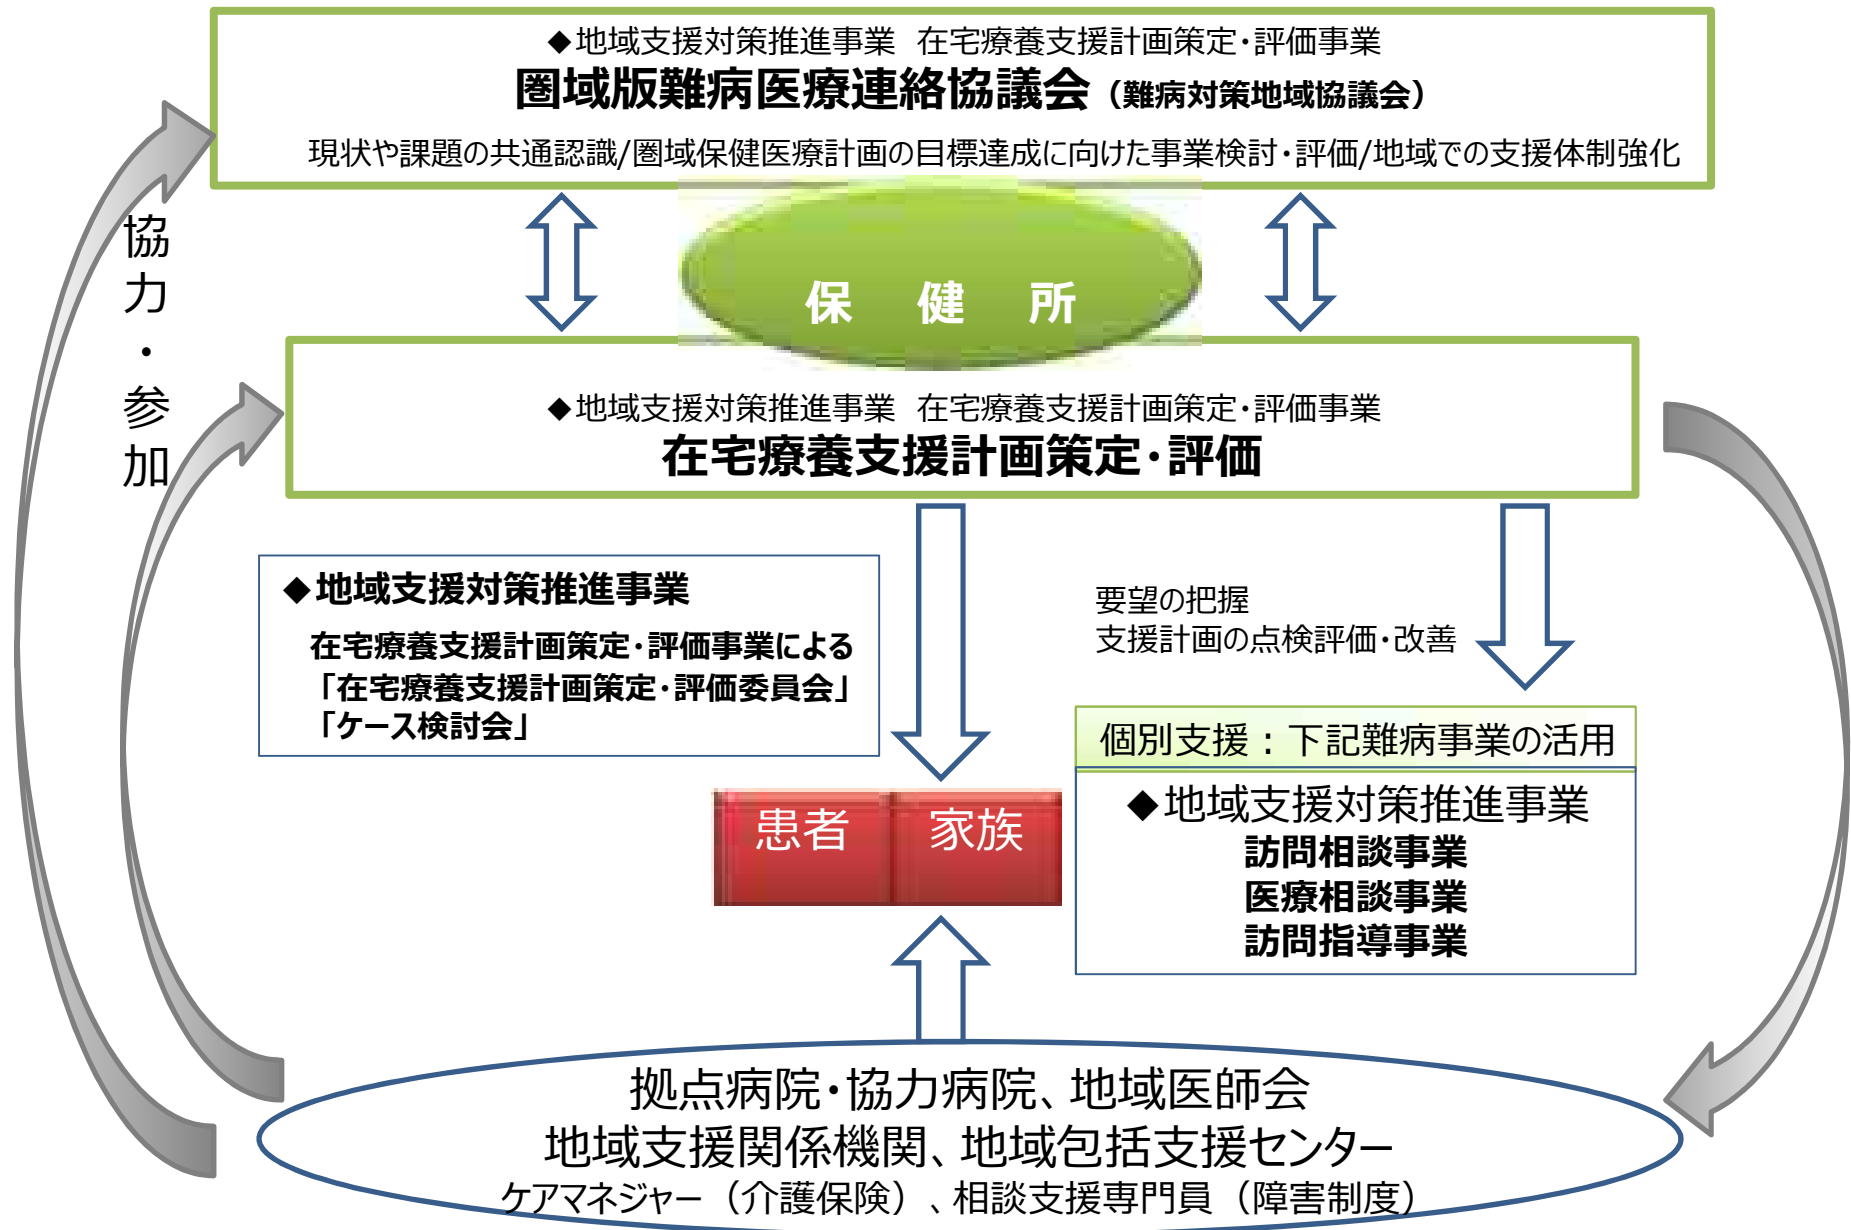 ◆地域支援対策推進事業 在宅療養支援計画策定･評価事業
圏域版難病医療連絡協議会（難病対策地域協議会）
現状や課題の共通認識/圏域保健医療計画の目標達成に向けた事業検討･評価/地域での支援体制強化
協力・参加
保 健 所
◆地域支援対策推進事業 在宅療養支援計画策定･評価事業
在宅療養支援計画策定･評価
◆地域支援対策推進事業
在宅療養支援計画策定･評価事業による
「在宅療養支援計画策定･評価委員会」
「ケース検討会」
要望の把握
支援計画の点検評価･改善
個別支援：下記難病事業の活用
◆地域支援対策推進事業
訪問相談事業
医療相談事業
訪問指導事業
患者 家族
拠点病院･協力病院、地域医師会
地域支援関係機関、地域包括支援センター
ケアマネジャー（介護保険）、相談支援専門員（障害制度）